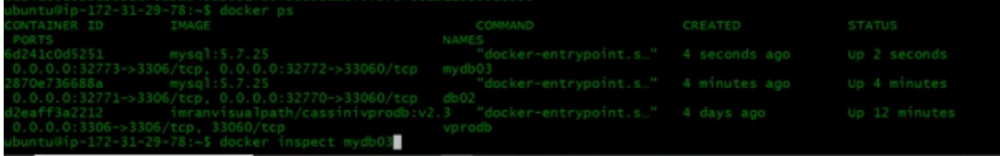 ubuntu@ip-172-31-29-78:~$ docker ps
CONTAINER ID IMAGE COMMAND CREATED STATUS
PORTS NAMES
6d241c0d5251 mysql:5.7.25 "docker-entrypoint.s…" 4 seconds ago Up 2 seconds
0.0.0.0:32773->3306/tcp, 0.0.0.0:32772->33060/tcp mydb03
2870e736688a mysql:5.7.25 "docker-entrypoint.s…" 4 minutes ago Up 4 minutes
0.0.0.0:32771->3306/tcp, 0.0.0.0:32770->33060/tcp db02
d2eaff3a2212 imranvisualpath/cassinivprodb:v2.3 "docker-entrypoint.s…" 4 days ago Up 12 minutes
0.0.0.0:3306->3306/tcp, 33060/tcp vprodb
ubuntu@ip-172-31-29-78:~$ docker inspect mydb03